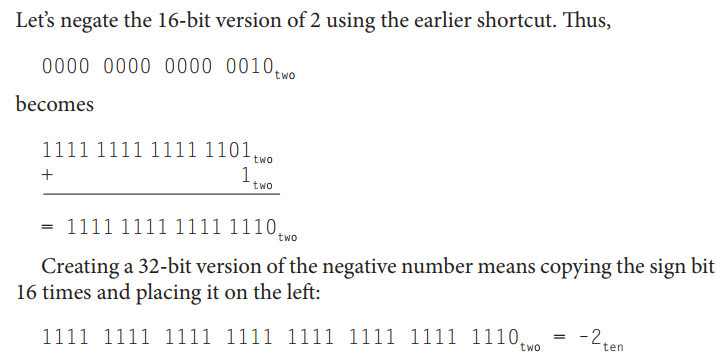 Let's negate the 16-bit version of 2 using the earlier shortcut. Thus,
0000 0000 0000 0010two
becomes
1111 1111 1111 1101two
+ 1two
= 1111 1111 1111 1110two
Creating a 32-bit version of the negative number means copying the sign bit
16 times and placing it on the left:
1111 1111 1111 1111 1111 1111 1111 1110two = -2ten